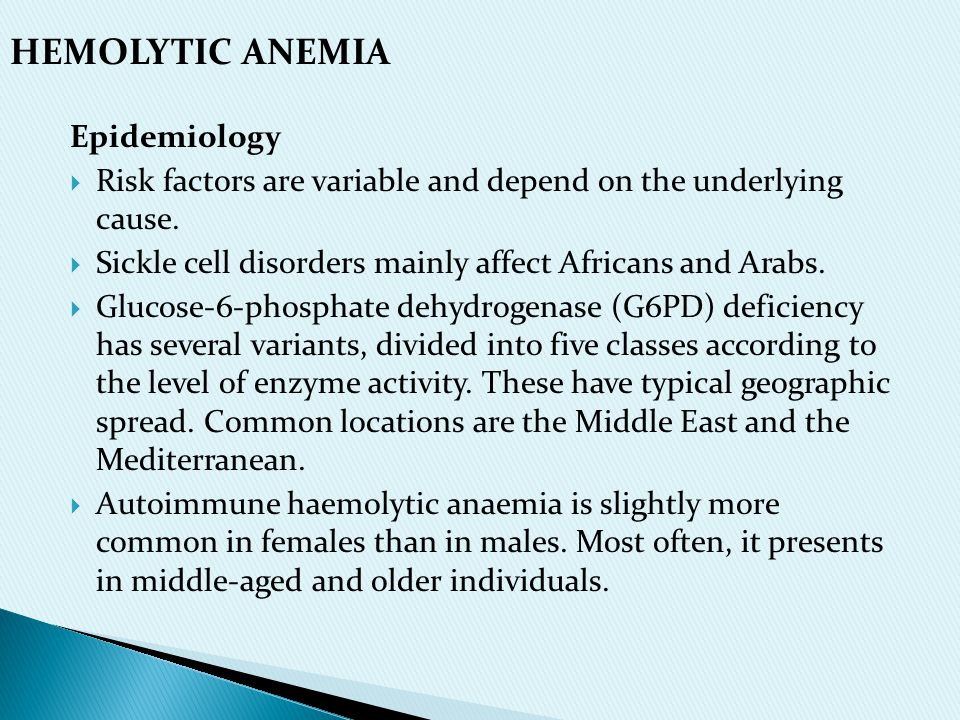 HEMOLYTIC ANEMIA
Epidemiology
Risk factors are variable and depend on the underlying
cause.
Sickle cell disorders mainly affect Africans and Arabs.
Glucose-6-phosphate dehydrogenase (G6PD) deficiency
has several variants, divided into five classes according to
the level of enzyme activity. These have typical geographic
spread. Common locations are the Middle East and the
Mediterranean.
Autoimmune haemolytic anaemia is slightly more
common in females than in males. Most often, it presents
in middle-aged and older individuals.